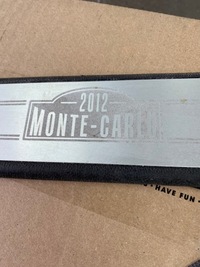 2012
MONTE-CARLO
HAVE FUN -